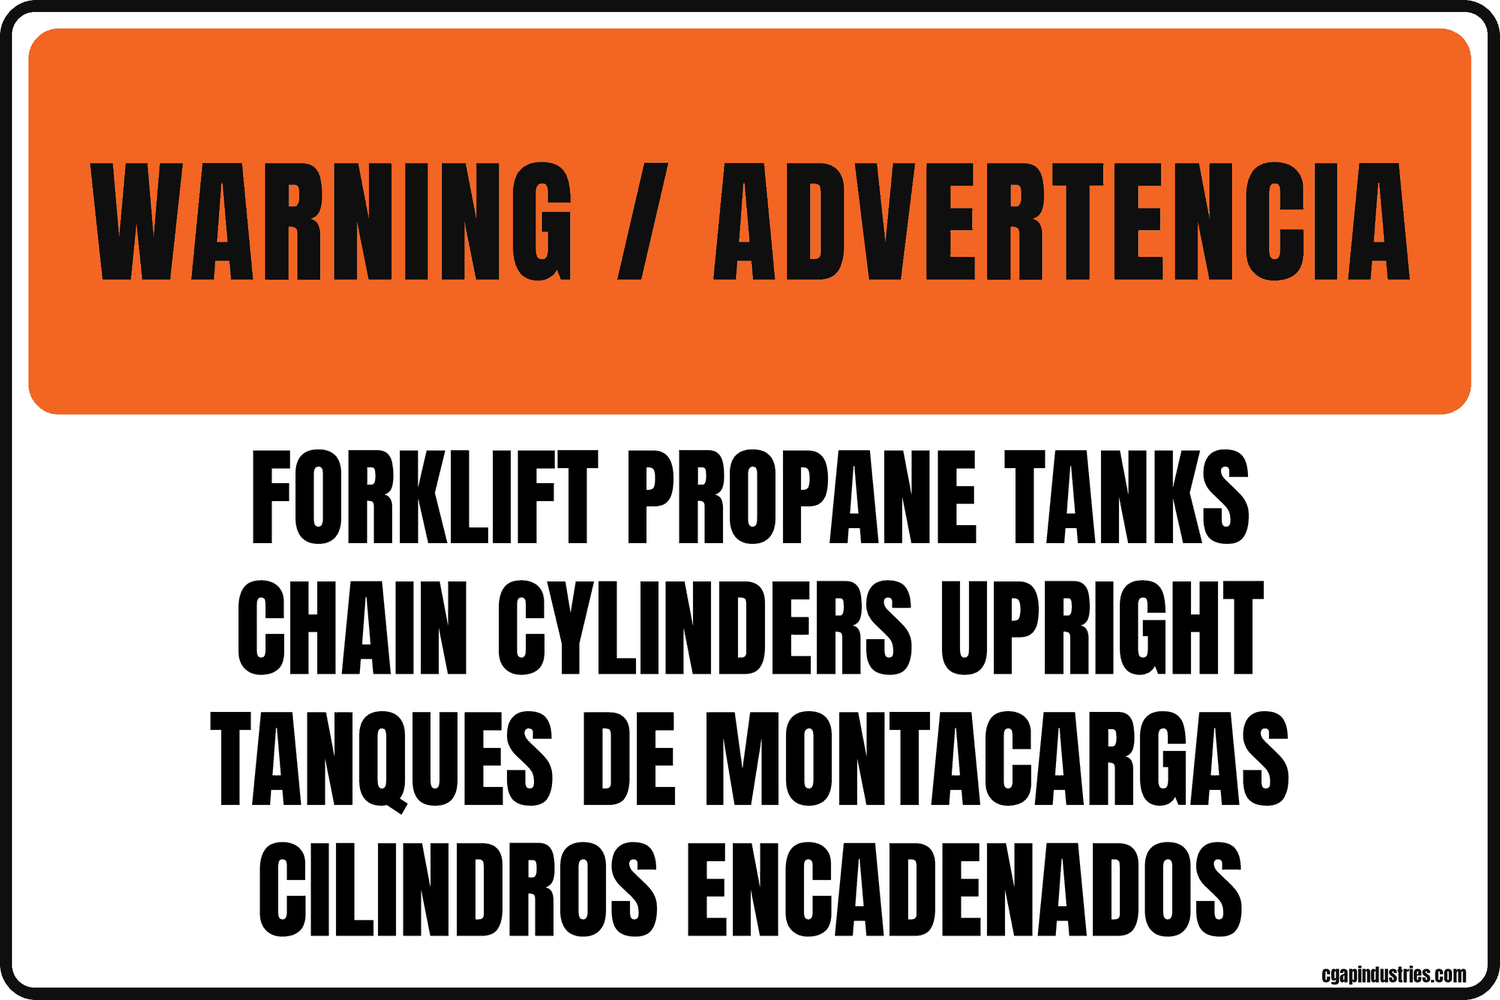 WARNING / ADVERTENCIA
FORKLIFT PROPANE TANKS
CHAIN CYLINDERS UPRIGHT
TANQUES DE MONTACARGAS
CILINDROS ENCADENADOS
cgapindustries.com